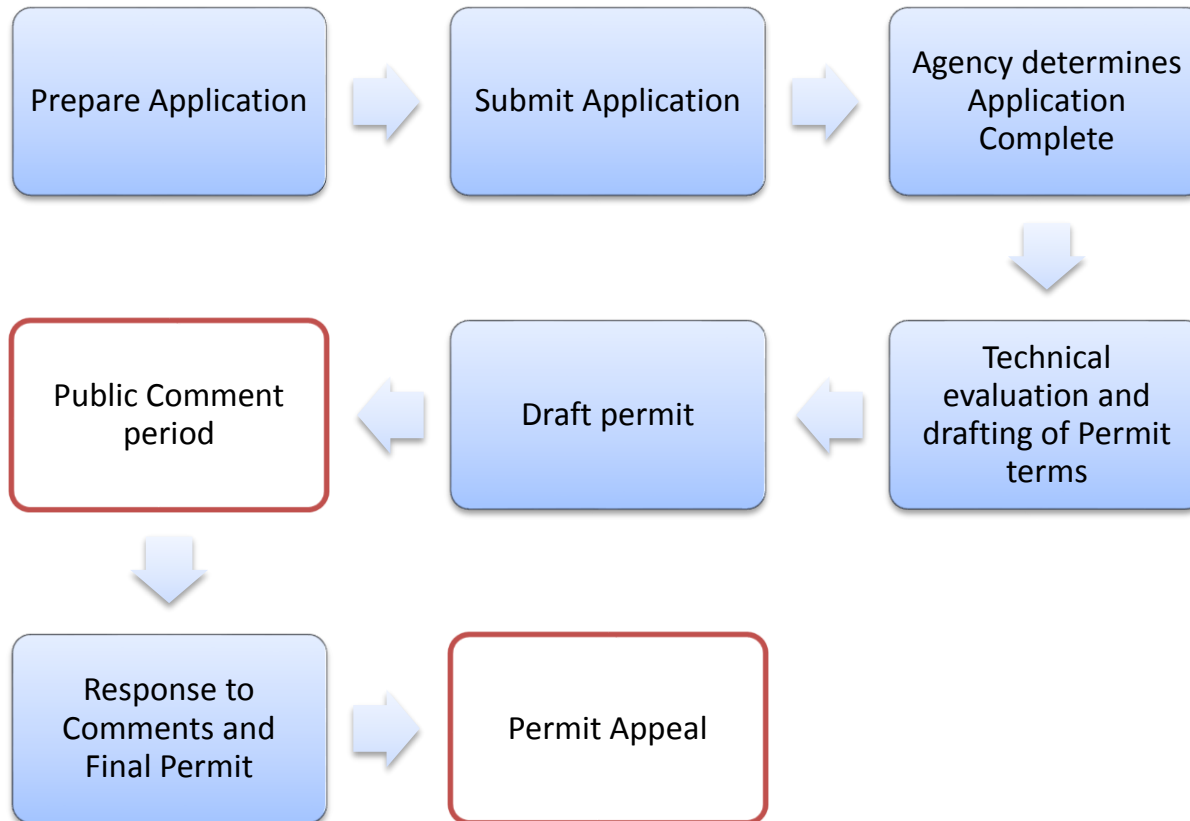 Prepare Application
Submit Application
Agency determines
Application
Complete
Technical
evaluation and
drafting of Permit
terms
Draft permit
Public Comment
period
Response to
Comments and
Final Permit
Permit Appeal